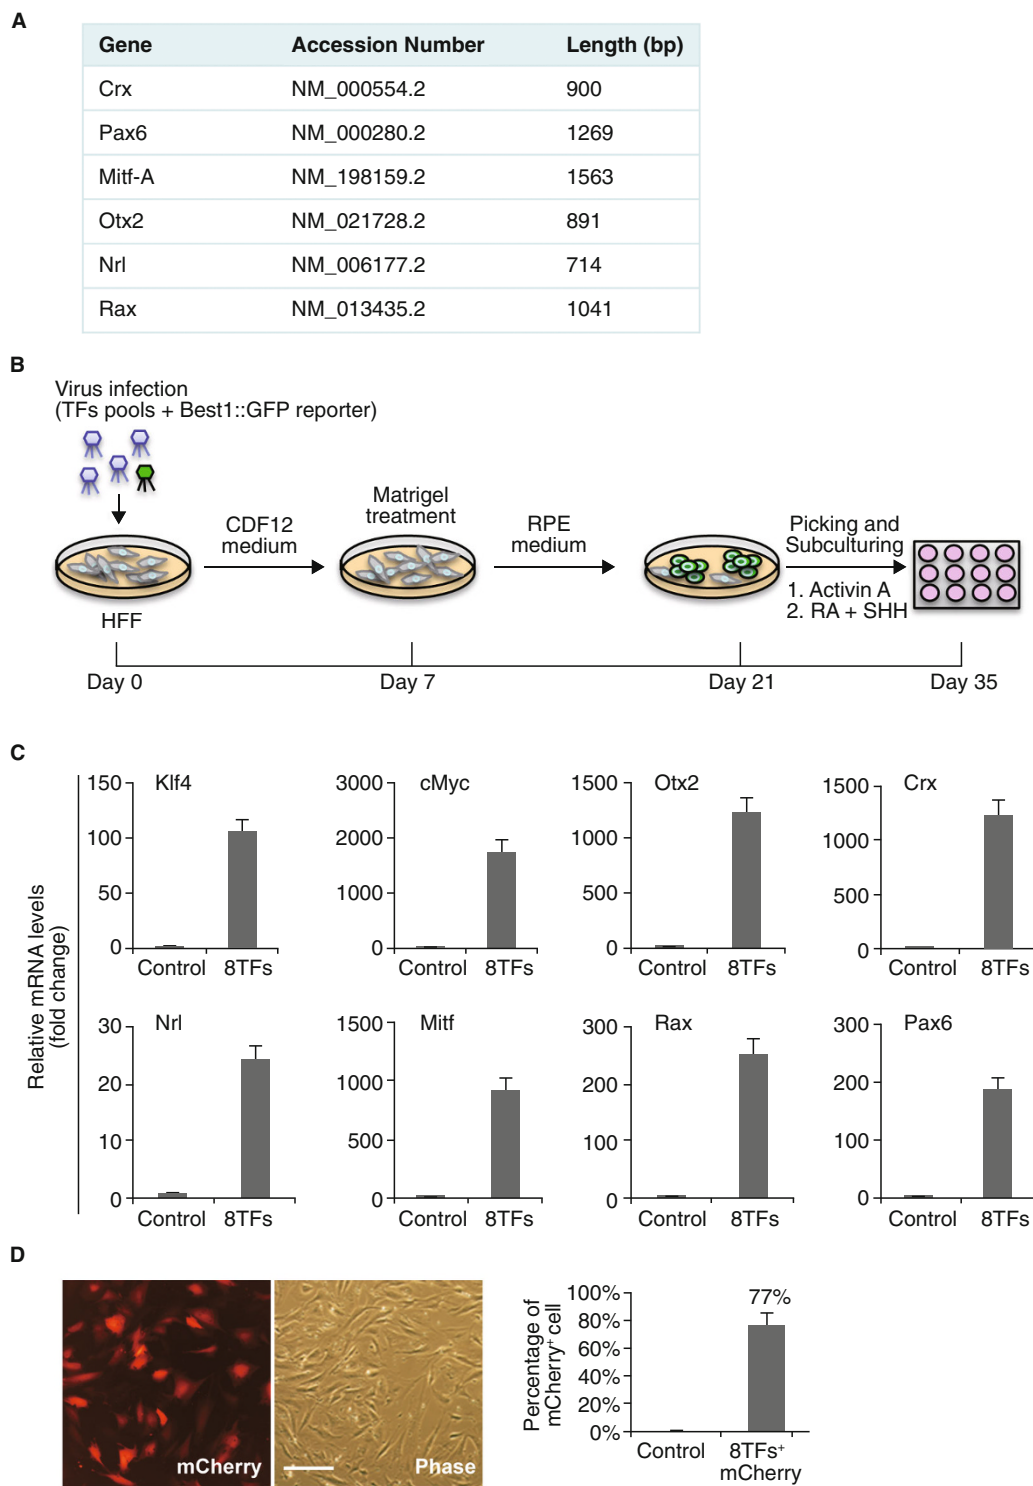 A
Gene Accession Number Length (bp)
Crx NM_000554.2 900
Pax6 NM_000280.2 1269
Mitf-A NM_198159.2 1563
Otx2 NM_021728.2 891
Nrl NM_006177.2 714
Rax NM_013435.2 1041
B
Virus infection
(TFs pools + Best1::GFP reporter)
CDF12
medium
Matrigel
treatment
RPE
medium
Picking and
Subculturing
1. Activin A
2. RA + SHH
HFF
Day 0 Day 7 Day 21 Day 35
C
Relative mRNA levels
(fold change)
Klf4
150
100
50
0
Control 8TFs
cMyc
3000
2000
1000
0
Control 8TFs
Otx2
1500
1000
500
0
Control 8TFs
Crx
1500
1000
500
0
Control 8TFs
Nrl
30
20
10
0
Control 8TFs
Mitf
1500
1000
500
0
Control 8TFs
Rax
300
200
100
0
Control 8TFs
Pax6
300
200
100
0
Control 8TFs
D
mCherry
Phase
Percentage of
mCherry+ cell
100%
80%
60%
40%
20%
0%
77%
Control 8TFs+
mCherry